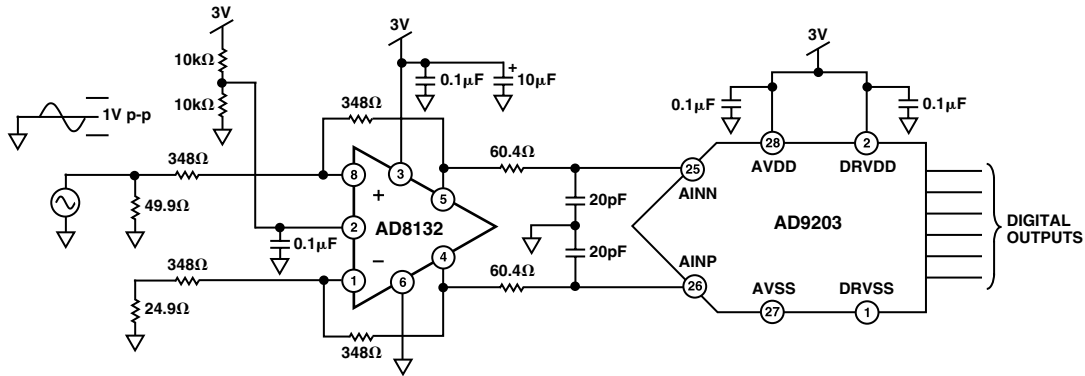 3V
10kΩ
10kΩ
1V p-p
348Ω
49.9Ω
348Ω
24.9Ω
0.1μF
3V
0.1μF
+
10μF
348Ω
8
+
3
5
2
AD8132
4
−
1
6
348Ω
60.4Ω
20pF
20pF
60.4Ω
3V
0.1μF
0.1μF
28
2
AVDD
DRVDD
25
AINN
AD9203
AINP
26
AVSS
DRVSS
27
1
DIGITAL
OUTPUTS